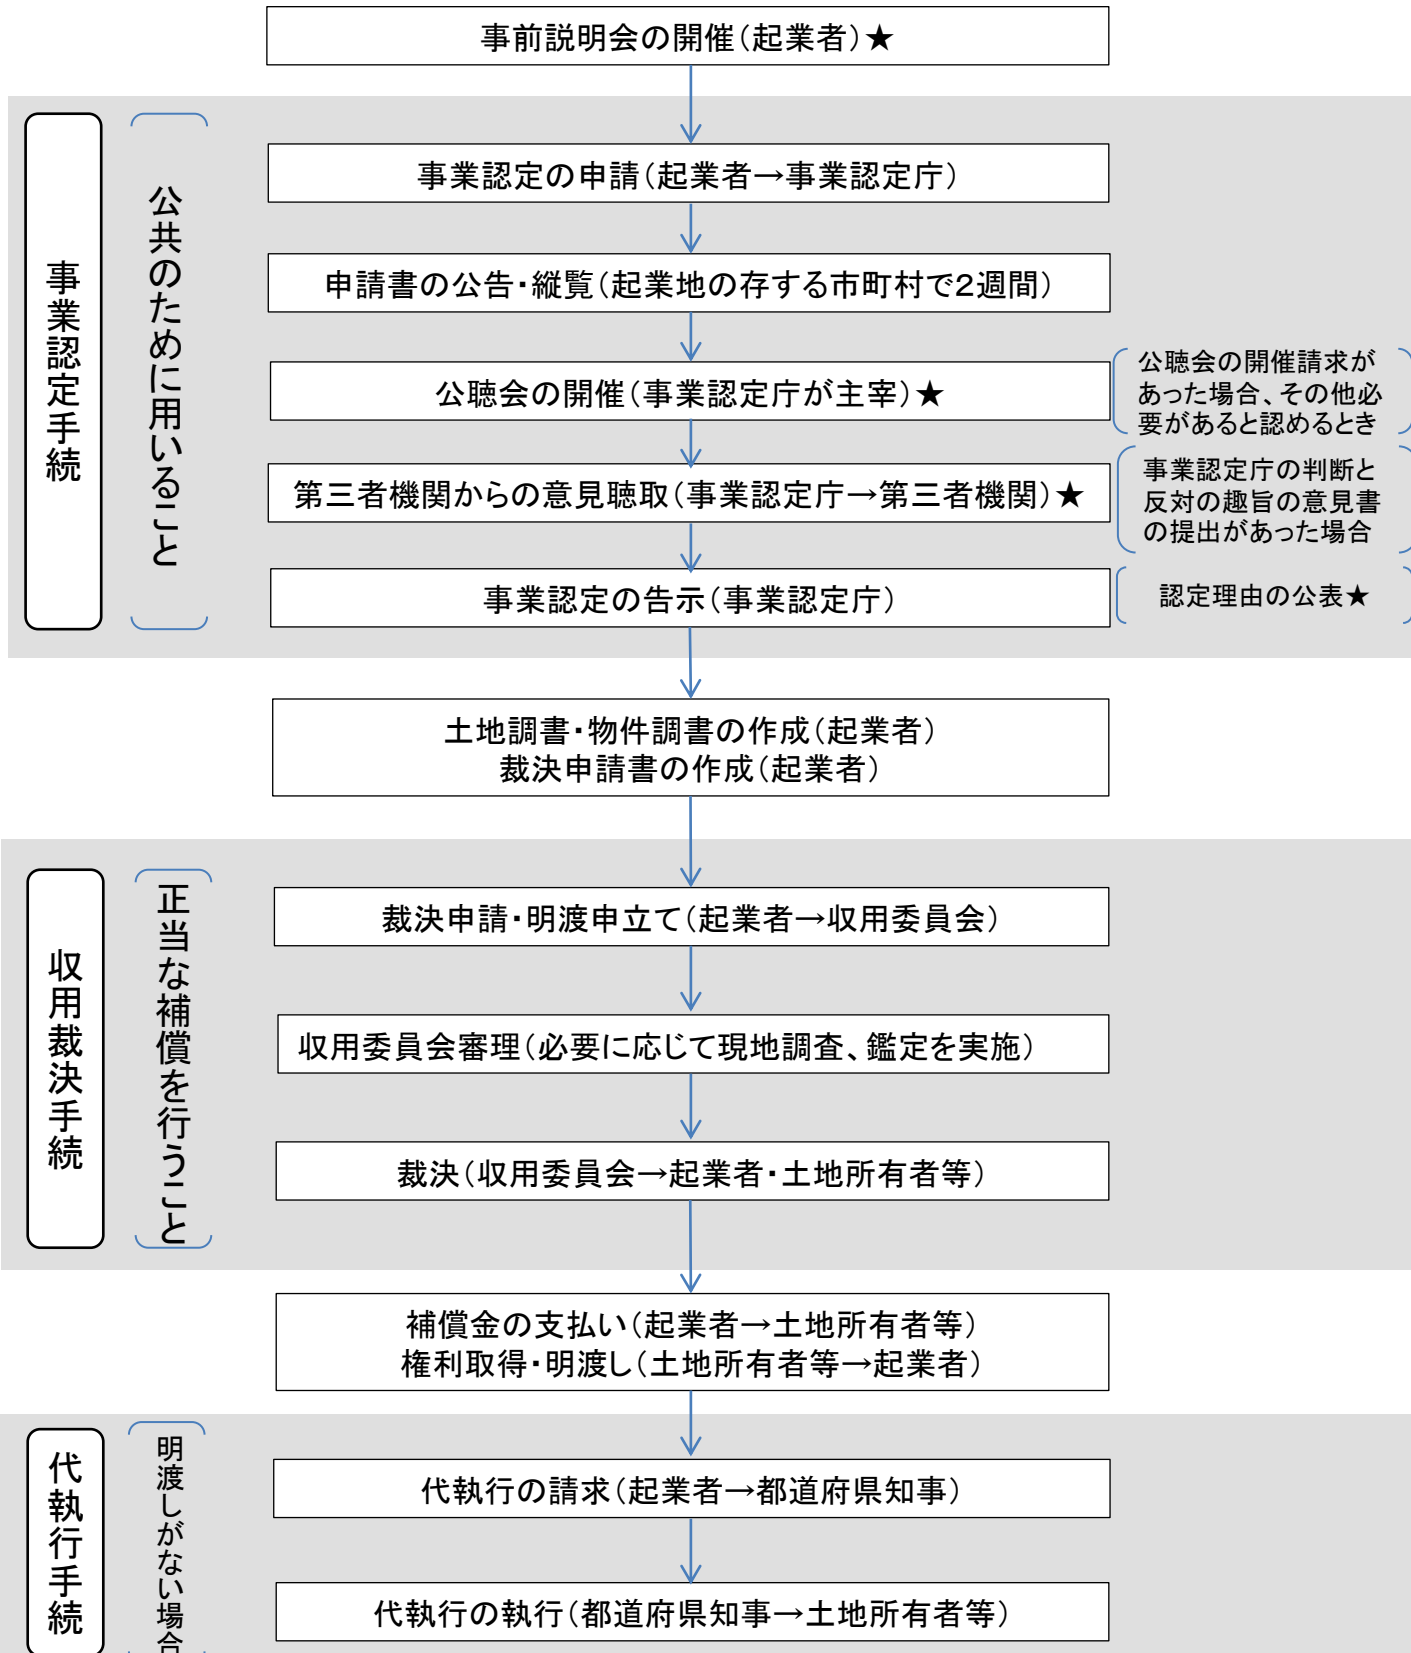 事前説明会の開催(起業者)★
事業認定手続
公共のために用いること
事業認定の申請(起業者→事業認定庁)
申請書の公告・縦覧(起業地の存する市町村で2週間)
公聴会の開催(事業認定庁が主宰)★
公聴会の開催請求が
あった場合、その他必
要があると認めるとき
第三者機関からの意見聴取(事業認定庁→第三者機関)★
事業認定庁の判断と
反対の趣旨の意見書
の提出があった場合
事業認定の告示(事業認定庁)
認定理由の公表★
土地調書・物件調書の作成(起業者)
裁決申請書の作成(起業者)
収用裁決手続
正当な補償を行うこと
裁決申請・明渡申立て(起業者→収用委員会)
収用委員会審理(必要に応じて現地調査、鑑定を実施)
裁決(収用委員会→起業者・土地所有者等)
補償金の支払い(起業者→土地所有者等)
権利取得・明渡し(土地所有者等→起業者)
代執行手続
明渡しがない場合
代執行の請求(起業者→都道府県知事)
代執行の執行(都道府県知事→土地所有者等)